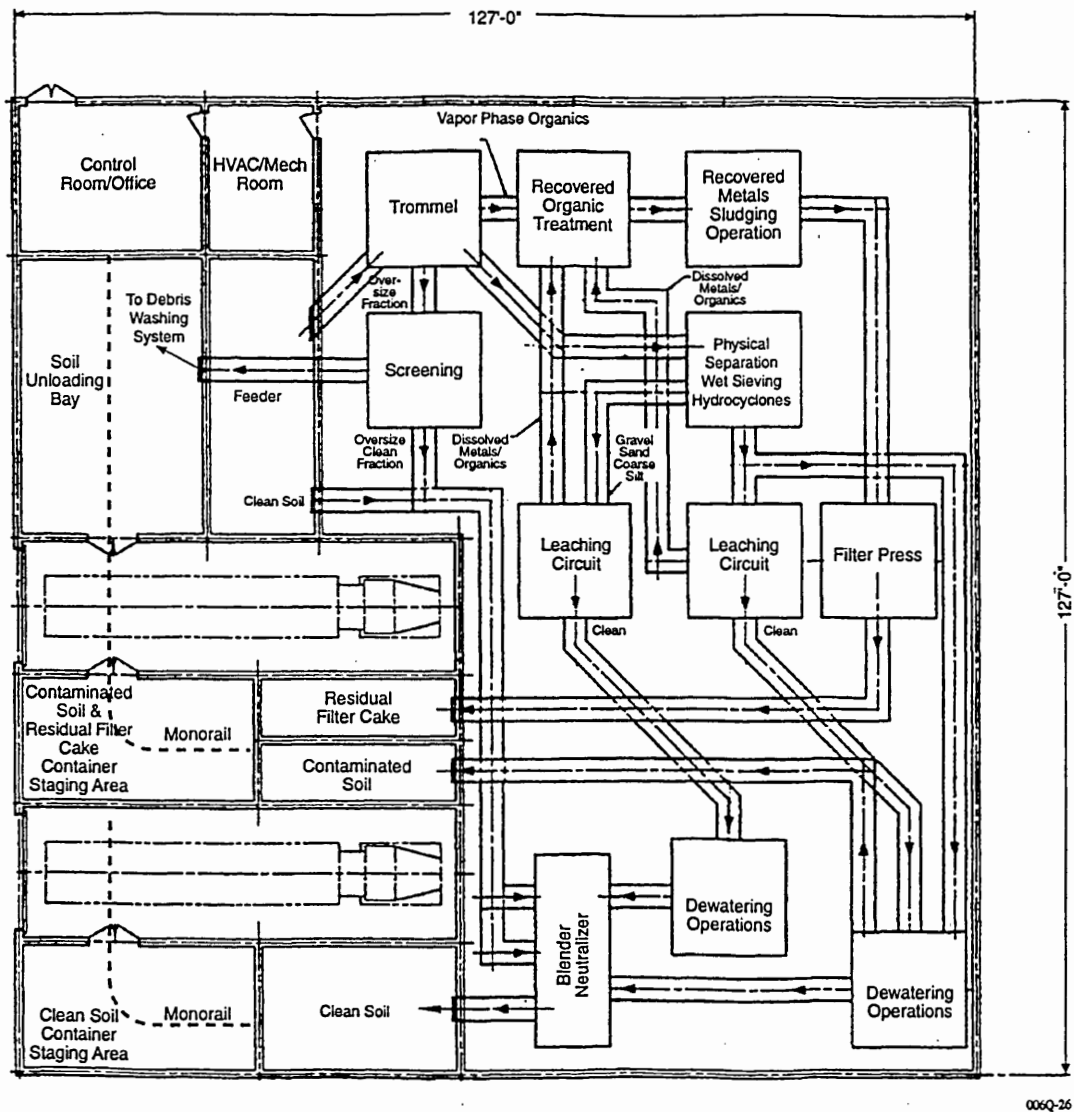 127'-0"
Vapor Phase Organics
Control
Room/Office
HVAC/Mech
Room
Trommel
Recovered
Organic
Treatment
Recovered
Metals
Sludging
Operation
To Debris
Washing
System
Over-
size
Fraction
Dissolved
Metals/
Organics
Soil
Unloading
Bay
Feeder
Screening
Physical
Separation
Wet Sieving
Hydrocyclones
Oversize
Clean
Fraction
Dissolved
Metals/
Organics
Gravel
Sand
Coarse
Silt
Clean Soil
Leaching
Circuit
Leaching
Circuit
Filter Press
127'-0"
Clean
Clean
Contaminated
Soil &
Residual Filter
Cake
Container
Staging Area
Monorail
Residual
Filter Cake
Contaminated
Soil
Blender
Neutralizer
Dewatering
Operations
Dewatering
Operations
Clean Soil
Container
Staging Area
Monorail
Clean Soil
006Q-26